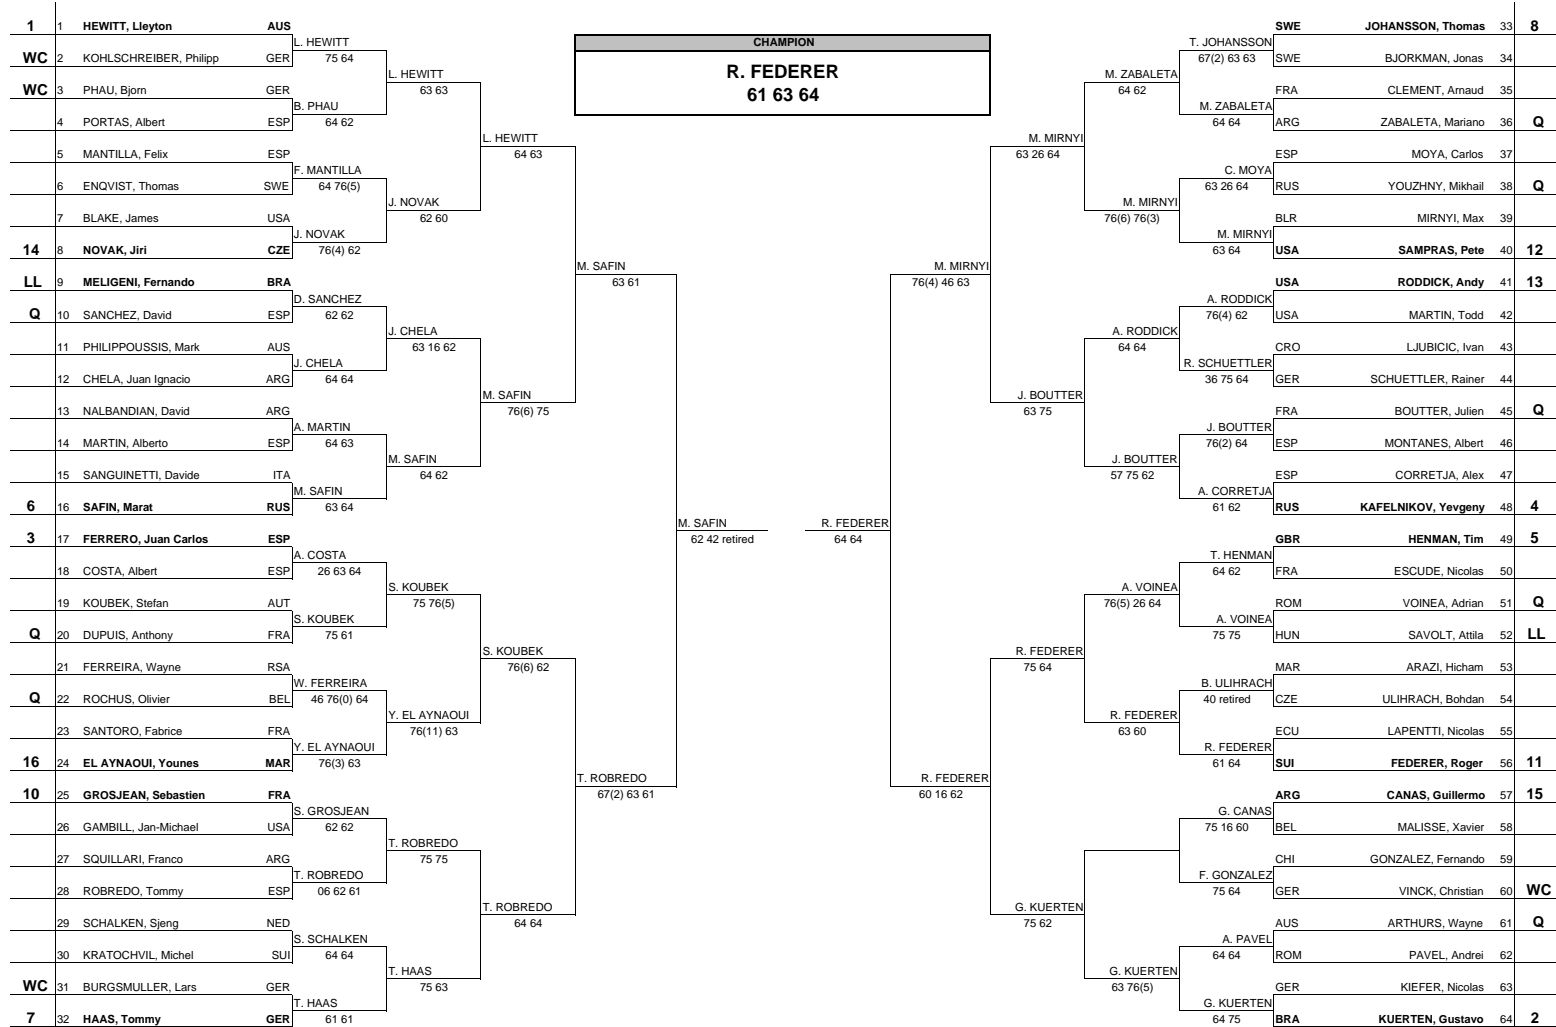 CHAMPION
R. FEDERER
61 63 64
1 1 HEWITT, Lleyton AUS
L. HEWITT
WC 2 KOHLSCHREIBER, Philipp GER 75 64
L. HEWITT
WC 3 PHAU, Bjorn GER 63 63
B. PHAU
4 PORTAS, Albert ESP 64 62
L. HEWITT
5 MANTILLA, Felix ESP 64 63
F. MANTILLA
6 ENQVIST, Thomas SWE 64 76(5)
J. NOVAK
7 BLAKE, James USA 62 60
J. NOVAK
14 8 NOVAK, Jiri CZE 76(4) 62
M. SAFIN
LL 9 MELIGENI, Fernando BRA 63 61
D. SANCHEZ
Q 10 SANCHEZ, David ESP 62 62
J. CHELA
11 PHILIPPOUSSIS, Mark AUS 63 16 62
J. CHELA
12 CHELA, Juan Ignacio ARG 64 64
M. SAFIN
13 NALBANDIAN, David ARG 76(6) 75
A. MARTIN
14 MARTIN, Alberto ESP 64 63
M. SAFIN
15 SANGUINETTI, Davide ITA 64 62
M. SAFIN
6 16 SAFIN, Marat RUS 63 64
M. SAFIN
3 17 FERRERO, Juan Carlos ESP 62 42 retired
A. COSTA
18 COSTA, Albert ESP 26 63 64
S. KOUBEK
19 KOUBEK, Stefan AUT 75 76(5)
S. KOUBEK
Q 20 DUPUIS, Anthony FRA 75 61
S. KOUBEK
21 FERREIRA, Wayne RSA 76(6) 62
W. FERREIRA
Q 22 ROCHUS, Olivier BEL 46 76(0) 64
Y. EL AYNAOUI
23 SANTORO, Fabrice FRA 76(11) 63
Y. EL AYNAOUI
16 24 EL AYNAOUI, Younes MAR 76(3) 63
T. ROBREDO
10 25 GROSJEAN, Sebastien FRA 67(2) 63 61
S. GROSJEAN
26 GAMBILL, Jan-Michael USA 62 62
T. ROBREDO
27 SQUILLARI, Franco ARG 75 75
T. ROBREDO
28 ROBREDO, Tommy ESP 06 62 61
T. ROBREDO
29 SCHALKEN, Sjeng NED 64 64
S. SCHALKEN
30 KRATOCHVIL, Michel SUI 64 64
T. HAAS
WC 31 BURGSMULLER, Lars GER 75 63
T. HAAS
7 32 HAAS, Tommy GER 61 61
SWE JOHANSSON, Thomas 33 8
T. JOHANSSON
67(2) 63 63 SWE BJORKMAN, Jonas 34
M. ZABALETA
64 62 FRA CLEMENT, Arnaud 35
M. ZABALETA
64 64 ARG ZABALETA, Mariano 36 Q
M. MIRNYI
63 26 64 ESP MOYA, Carlos 37
C. MOYA
63 26 64 RUS YOUZHNY, Mikhail 38 Q
M. MIRNYI
76(6) 76(3) BLR MIRNYI, Max 39
M. MIRNYI
63 64 USA SAMPRAS, Pete 40 12
M. MIRNYI
76(4) 46 63 USA RODDICK, Andy 41 13
A. RODDICK
76(4) 62 USA MARTIN, Todd 42
A. RODDICK
64 64 CRO LJUBICIC, Ivan 43
R. SCHUETTLER
36 75 64 GER SCHUETTLER, Rainer 44
J. BOUTTER
63 75 FRA BOUTTER, Julien 45 Q
J. BOUTTER
76(2) 64 ESP MONTANES, Albert 46
J. BOUTTER
57 75 62 ESP CORRETJA, Alex 47
A. CORRETJA
61 62 RUS KAFELNIKOV, Yevgeny 48 4
R. FEDERER
64 64 GBR HENMAN, Tim 49 5
T. HENMAN
64 62 FRA ESCUDE, Nicolas 50
A. VOINEA
76(5) 26 64 ROM VOINEA, Adrian 51 Q
A. VOINEA
75 75 HUN SAVOLT, Attila 52 LL
R. FEDERER
75 64 MAR ARAZI, Hicham 53
B. ULIHRACH
40 retired CZE ULIHRACH, Bohdan 54
R. FEDERER
63 60 ECU LAPENTTI, Nicolas 55
R. FEDERER
61 64 SUI FEDERER, Roger 56 11
R. FEDERER
60 16 62 ARG CANAS, Guillermo 57 15
G. CANAS
75 16 60 BEL MALISSE, Xavier 58
CHI GONZALEZ, Fernando 59
F. GONZALEZ
75 64 GER VINCK, Christian 60 WC
G. KUERTEN
75 62 AUS ARTHURS, Wayne 61 Q
A. PAVEL
64 64 ROM PAVEL, Andrei 62
G. KUERTEN
63 76(5) GER KIEFER, Nicolas 63
G. KUERTEN
64 75 BRA KUERTEN, Gustavo 64 2